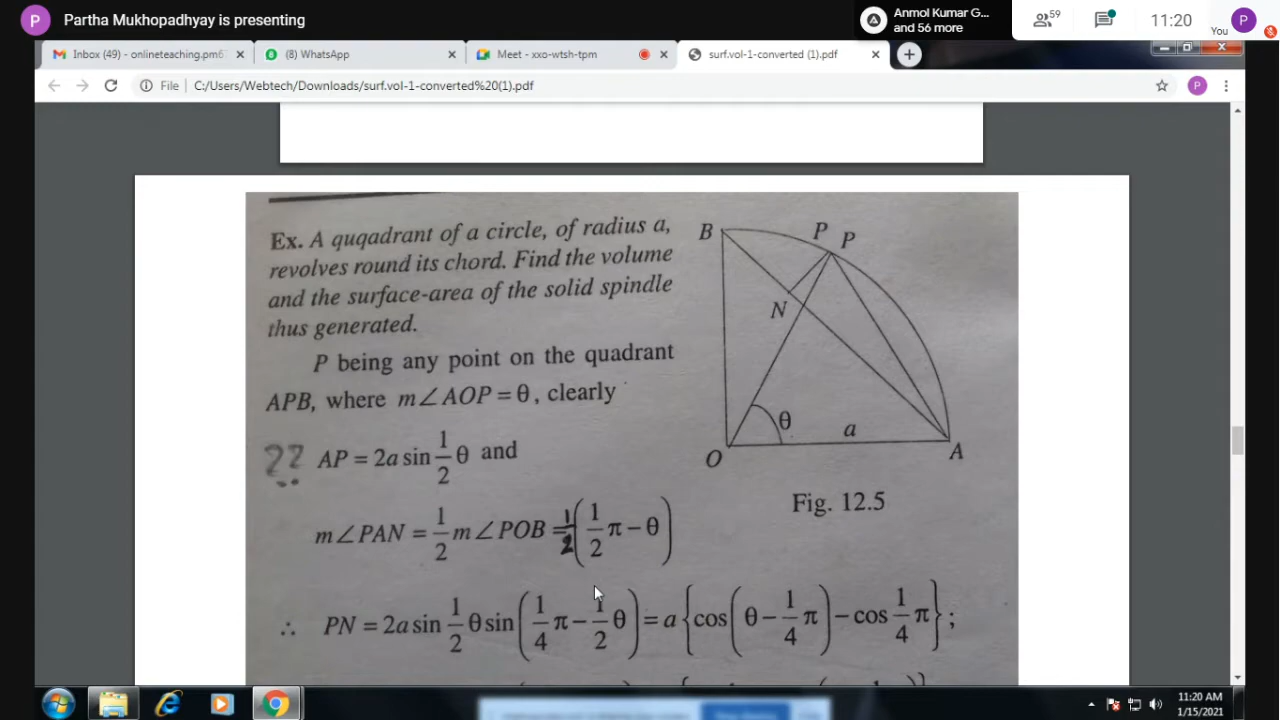 P Partha Mukhopadhyay is presenting
Anmol Kumar G...
and 56 more
59
11:20
You
P
Inbox (49) - onlineteaching.pm6
(8) WhatsApp
Meet - xxo-wtsh-tpm
surf.vol-1-converted (1).pdf
File | C:/Users/Webtech/Downloads/surf.vol-1-converted%20(1).pdf
P
Ex. A quqadrant of a circle, of radius a,
revolves round its chord. Find the volume
and the surface-area of the solid spindle
thus generated.
P being any point on the quadrant
APB, where m∠AOP = θ, clearly
?? AP = 2a sin 1/2 θ and
m∠PAN = 1/2 m∠POB = 1/2 (1/2 π − θ)
B
P
P
N
θ
a
O
A
Fig. 12.5
∴ PN = 2a sin 1/2 θ sin (1/4 π − 1/2 θ) = a {cos (θ − 1/4 π) − cos 1/4 π};
11:20 AM
1/15/2021